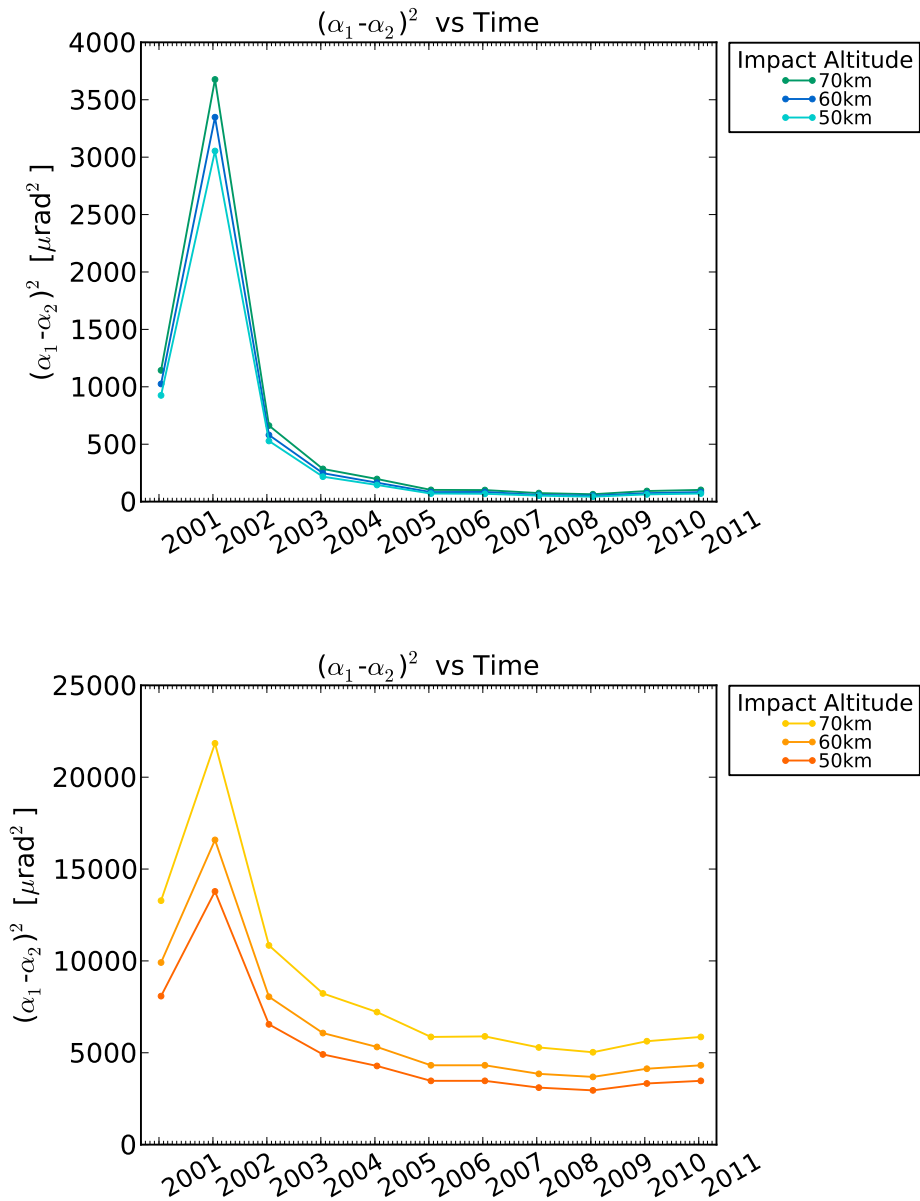 (α₁-α₂)² vs Time
4000
3500
3000
2500
2000
1500
1000
500
0
(α₁-α₂)² [μrad²]
2001 2002 2003 2004 2005 2006 2007 2008 2009 2010 2011
Impact Altitude
70km
60km
50km
(α₁-α₂)² vs Time
25000
20000
15000
10000
5000
0
(α₁-α₂)² [μrad²]
2001 2002 2003 2004 2005 2006 2007 2008 2009 2010 2011
Impact Altitude
70km
60km
50km